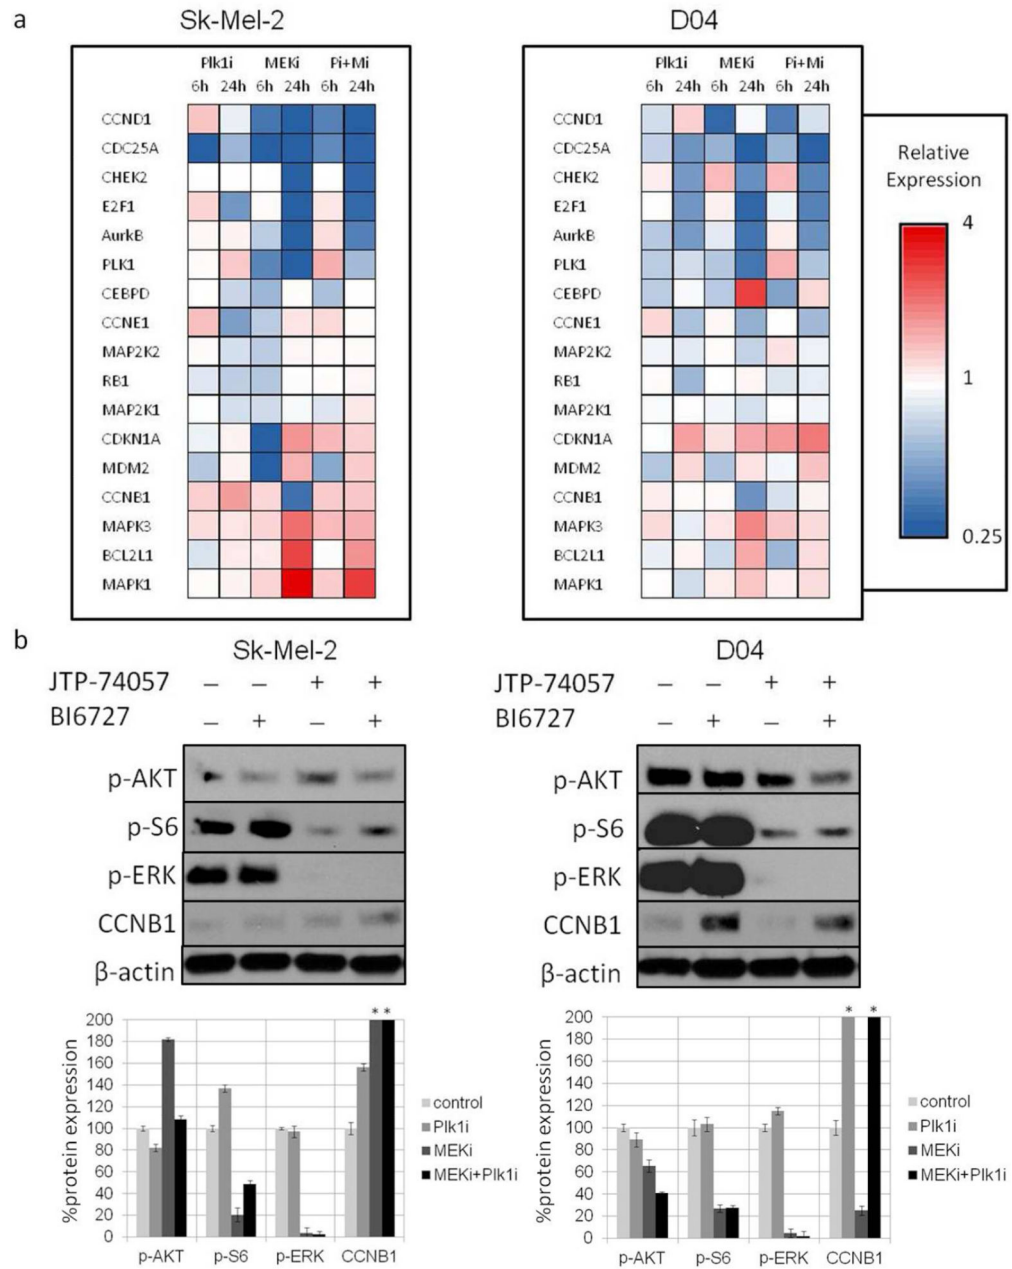 a
Sk-Mel-2
Plk1i MEKi Pi+Mi
6h 24h 6h 24h 6h 24h
CCND1
CDC25A
CHEK2
E2F1
AurkB
PLK1
CEBPD
CCNE1
MAP2K2
RB1
MAP2K1
CDKN1A
MDM2
CCNB1
MAPK3
BCL2L1
MAPK1
D04
Plk1i MEKi Pi+Mi
6h 24h 6h 24h 6h 24h
CCND1
CDC25A
CHEK2
E2F1
AurkB
PLK1
CEBPD
CCNE1
MAP2K2
RB1
MAP2K1
CDKN1A
MDM2
CCNB1
MAPK3
BCL2L1
MAPK1
Relative
Expression
4
1
0.25
b
Sk-Mel-2
JTP-74057 – – + +
BI6727 – + – +
p-AKT
p-S6
p-ERK
CCNB1
β-actin
D04
JTP-74057 – – + +
BI6727 – + – +
p-AKT
p-S6
p-ERK
CCNB1
β-actin
%protein expression
* *
200
180
160
140
120
100
80
60
40
20
0
p-AKT p-S6 p-ERK CCNB1
control
Plk1i
MEKi
MEKi+Plk1i
%protein expression
* *
200
180
160
140
120
100
80
60
40
20
0
p-AKT p-S6 p-ERK CCNB1
control
Plk1i
MEKi
MEKi+Plk1i